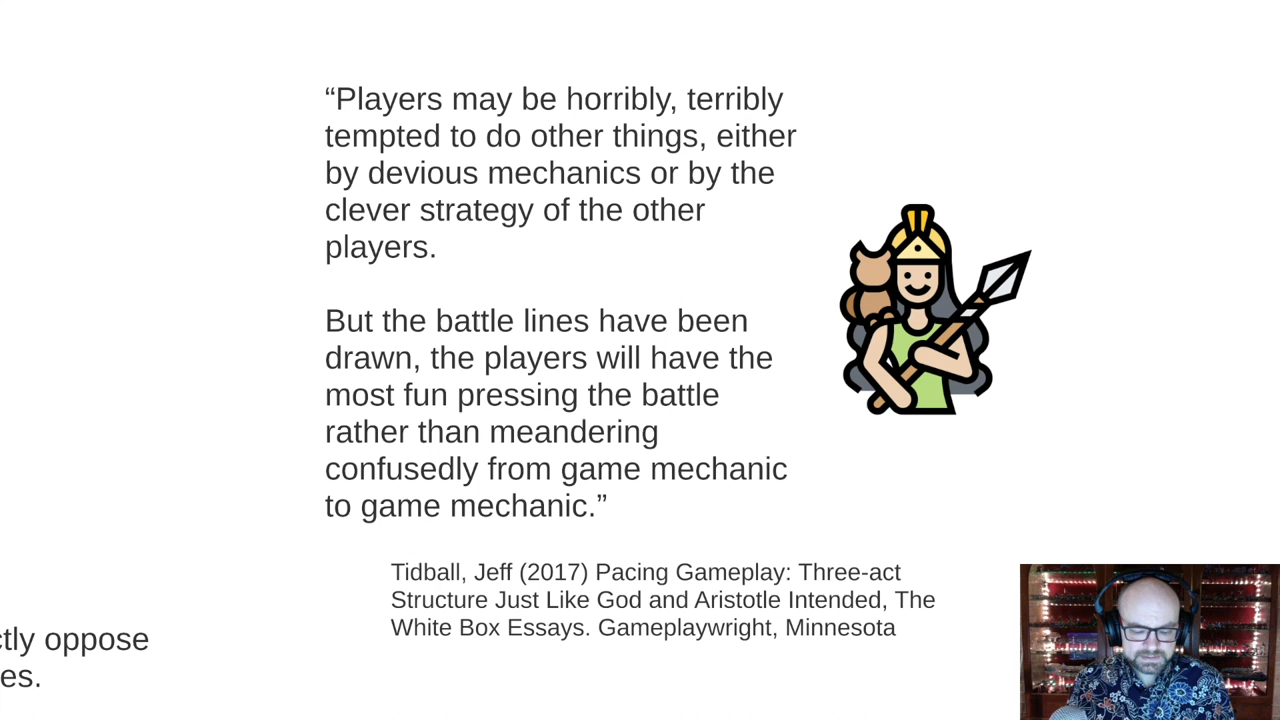 “Players may be horribly, terribly
tempted to do other things, either
by devious mechanics or by the
clever strategy of the other
players.
But the battle lines have been
drawn, the players will have the
most fun pressing the battle
rather than meandering
confusedly from game mechanic
to game mechanic.”
Tidball, Jeff (2017) Pacing Gameplay: Three-act
Structure Just Like God and Aristotle Intended, The
White Box Essays. Gameplaywright, Minnesota
ctly oppose
es.